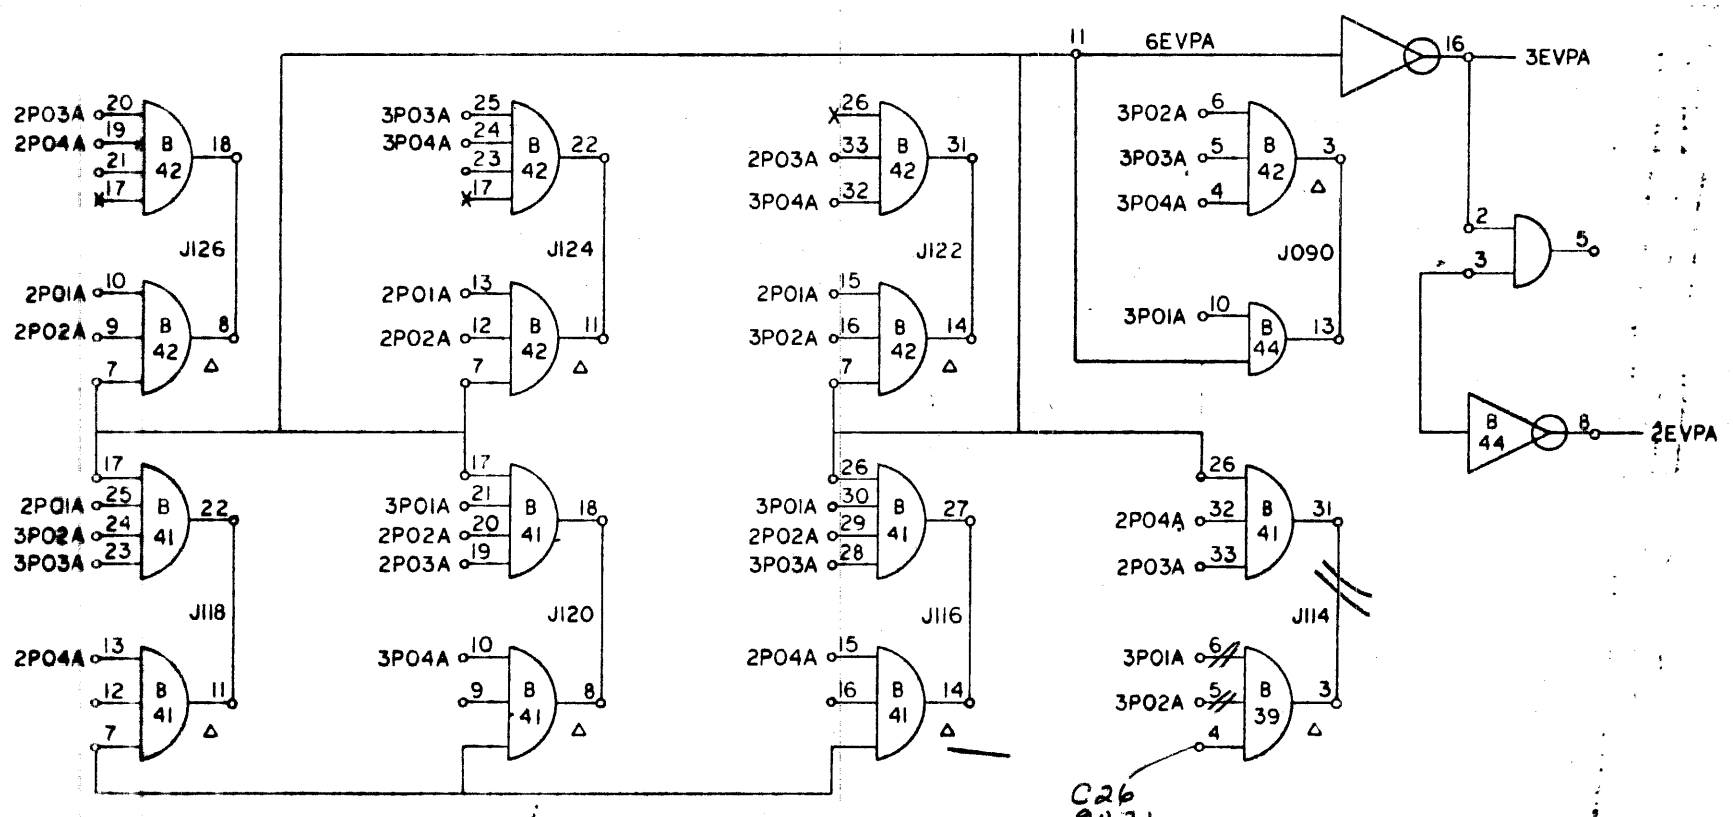 11 6EVPA 16 3EVPA
2P03A 20
2P04A 19
21
17
B 42
18
3P03A 25
3P04A 24
23
17
B 42
22
26
2P03A 33
3P04A 32
B 42
31
3P02A 6
3P03A 5
3P04A 4
B 42
3
Δ
2
3
5
J126
J124
J122
J090
2P01A 10
2P02A 9
7
B 42
8
Δ
2P01A 13
2P02A 12
7
B 42
11
Δ
2P01A 15
3P02A 16
7
B 42
14
Δ
3P01A 10
B 44
13
B 44
8 2EVPA
17
2P01A 25
3P02A 24
3P03A 23
B 41
22
17
3P01A 21
2P02A 20
2P03A 19
B 41
18
26
3P01A 30
2P02A 29
3P03A 28
B 41
27
26
2P04A 32
2P03A 33
B 41
31
J118
J120
J116
J114
2P04A 13
12
7
B 41
11
Δ
3P04A 10
9
B 41
8
Δ
2P04A 15
16
B 41
14
Δ
3P01A 6
3P02A 5
4
B 39
3
Δ
C26